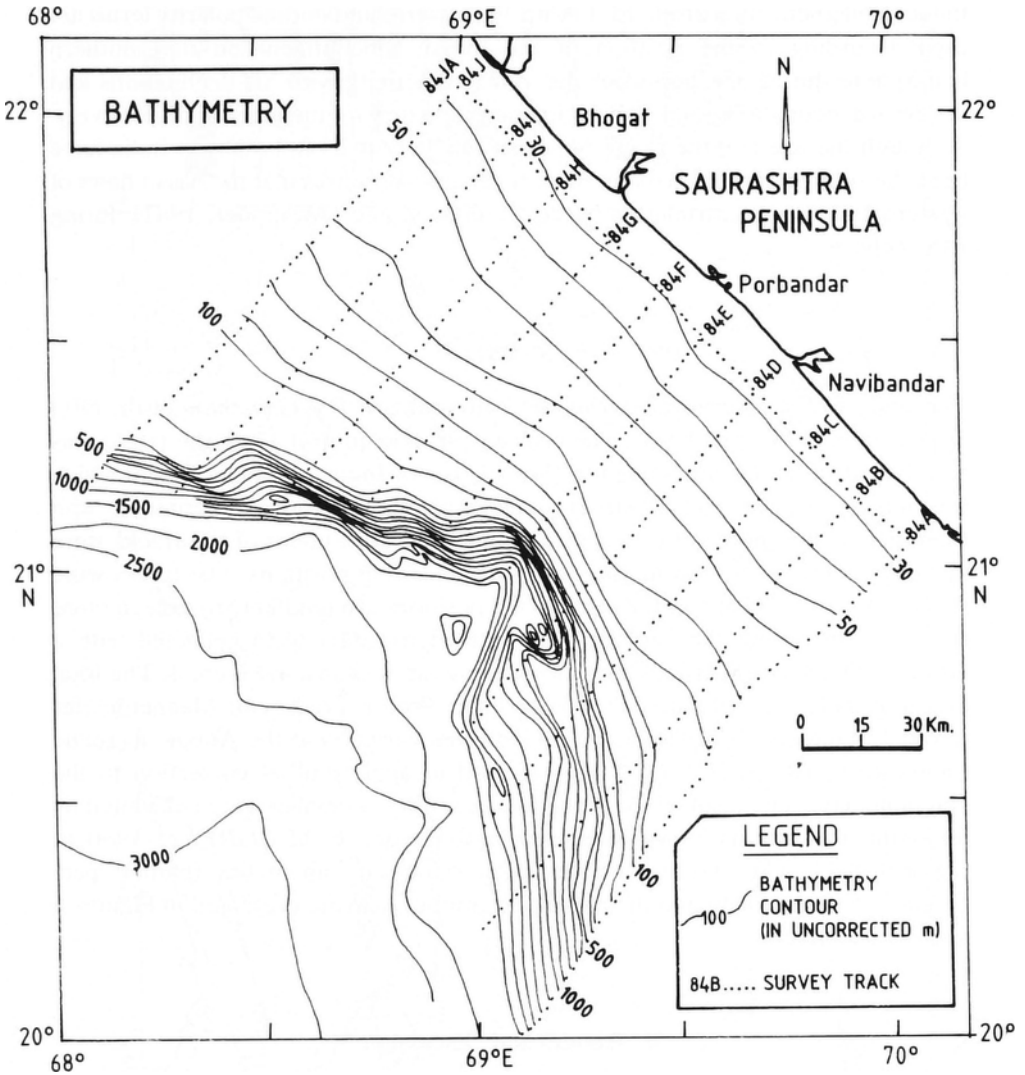 68°
69°E
70°
N
BATHYMETRY
22°
22°
84JA
84J
84I
Bhogat
50
30
84H
SAURASHTRA
PENINSULA
84G
84F
Porbandar
100
84E
84D
Navibandar
84C
500
84B
1000
84A
1500
2000
30
2500
21°
N
21°
N
50
0 15 30 Km.
LEGEND
3000
100
BATHYMETRY
CONTOUR
100
(IN UNCORRECTED m)
500
84B..... SURVEY TRACK
1000
20°
20°
68°
69°E
70°